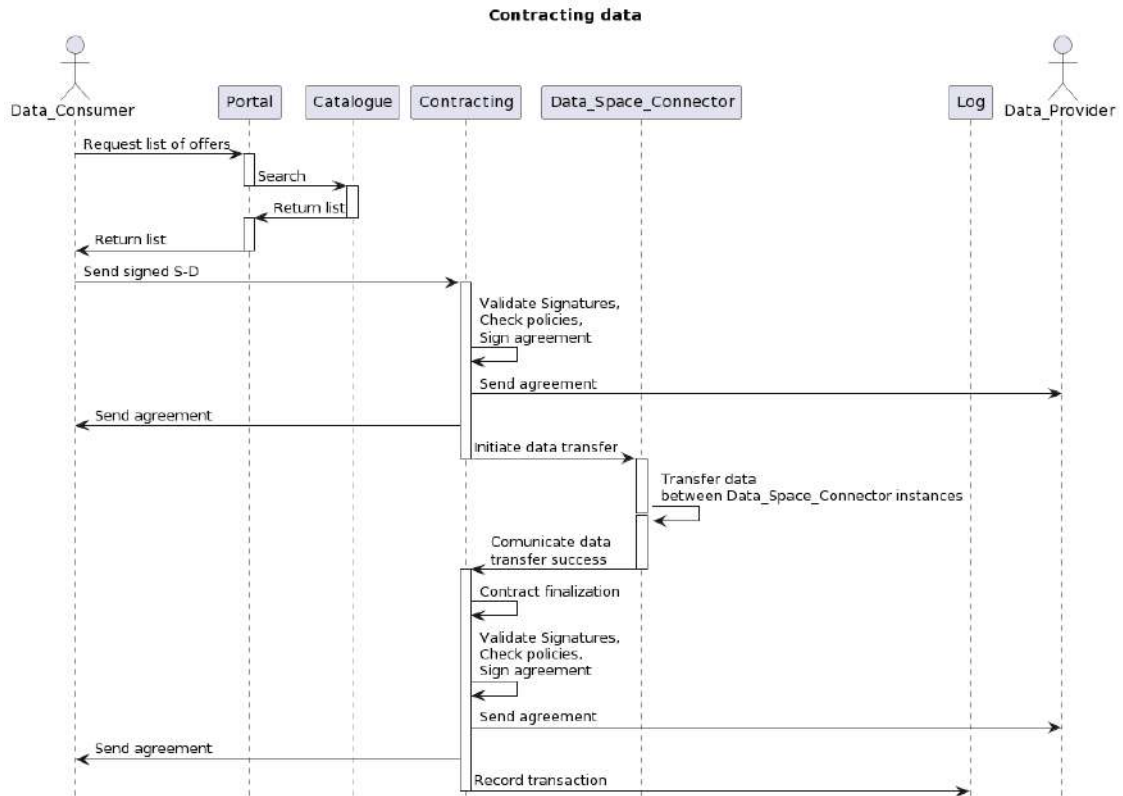 Contracting data
Data_Consumer
Portal
Catalogue
Contracting
Data_Space_Connector
Log
Data_Provider
Request list of offers
Search
Return list
Return list
Send signed S-D
Validate Signatures,
Check policies,
Sign agreement
Send agreement
Send agreement
Initiate data transfer
Transfer data
between Data_Space_Connector instances
Comunicate data
transfer success
Contract finalization
Validate Signatures,
Check policies,
Sign agreement
Send agreement
Send agreement
Record transaction